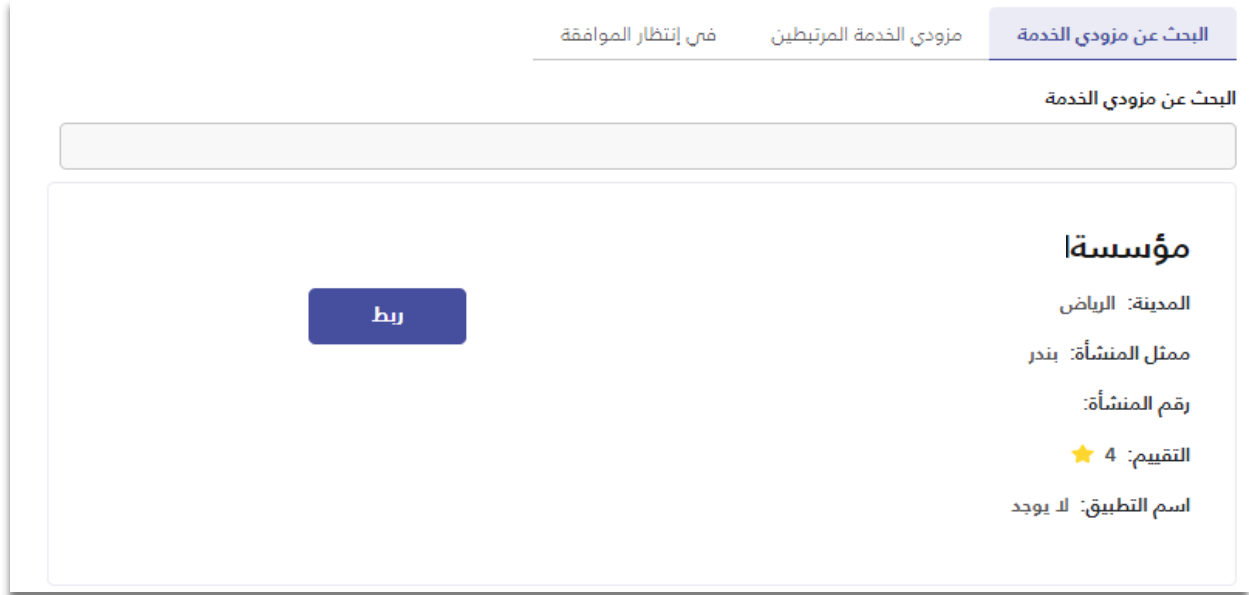 البحث عن مزودي الخدمة مزودي الخدمة المرتبطين في إنتظار الموافقة
البحث عن مزودي الخدمة
مؤسسة
المدينة: الرياض
ربط
ممثل المنشأة: بندر
رقم المنشأة:
التقييم: 4
اسم التطبيق: لا يوجد